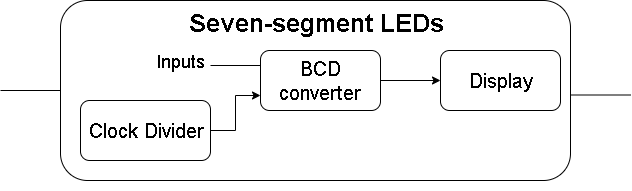 Seven-segment LEDs
Inputs
BCD
converter
Display
Clock Divider